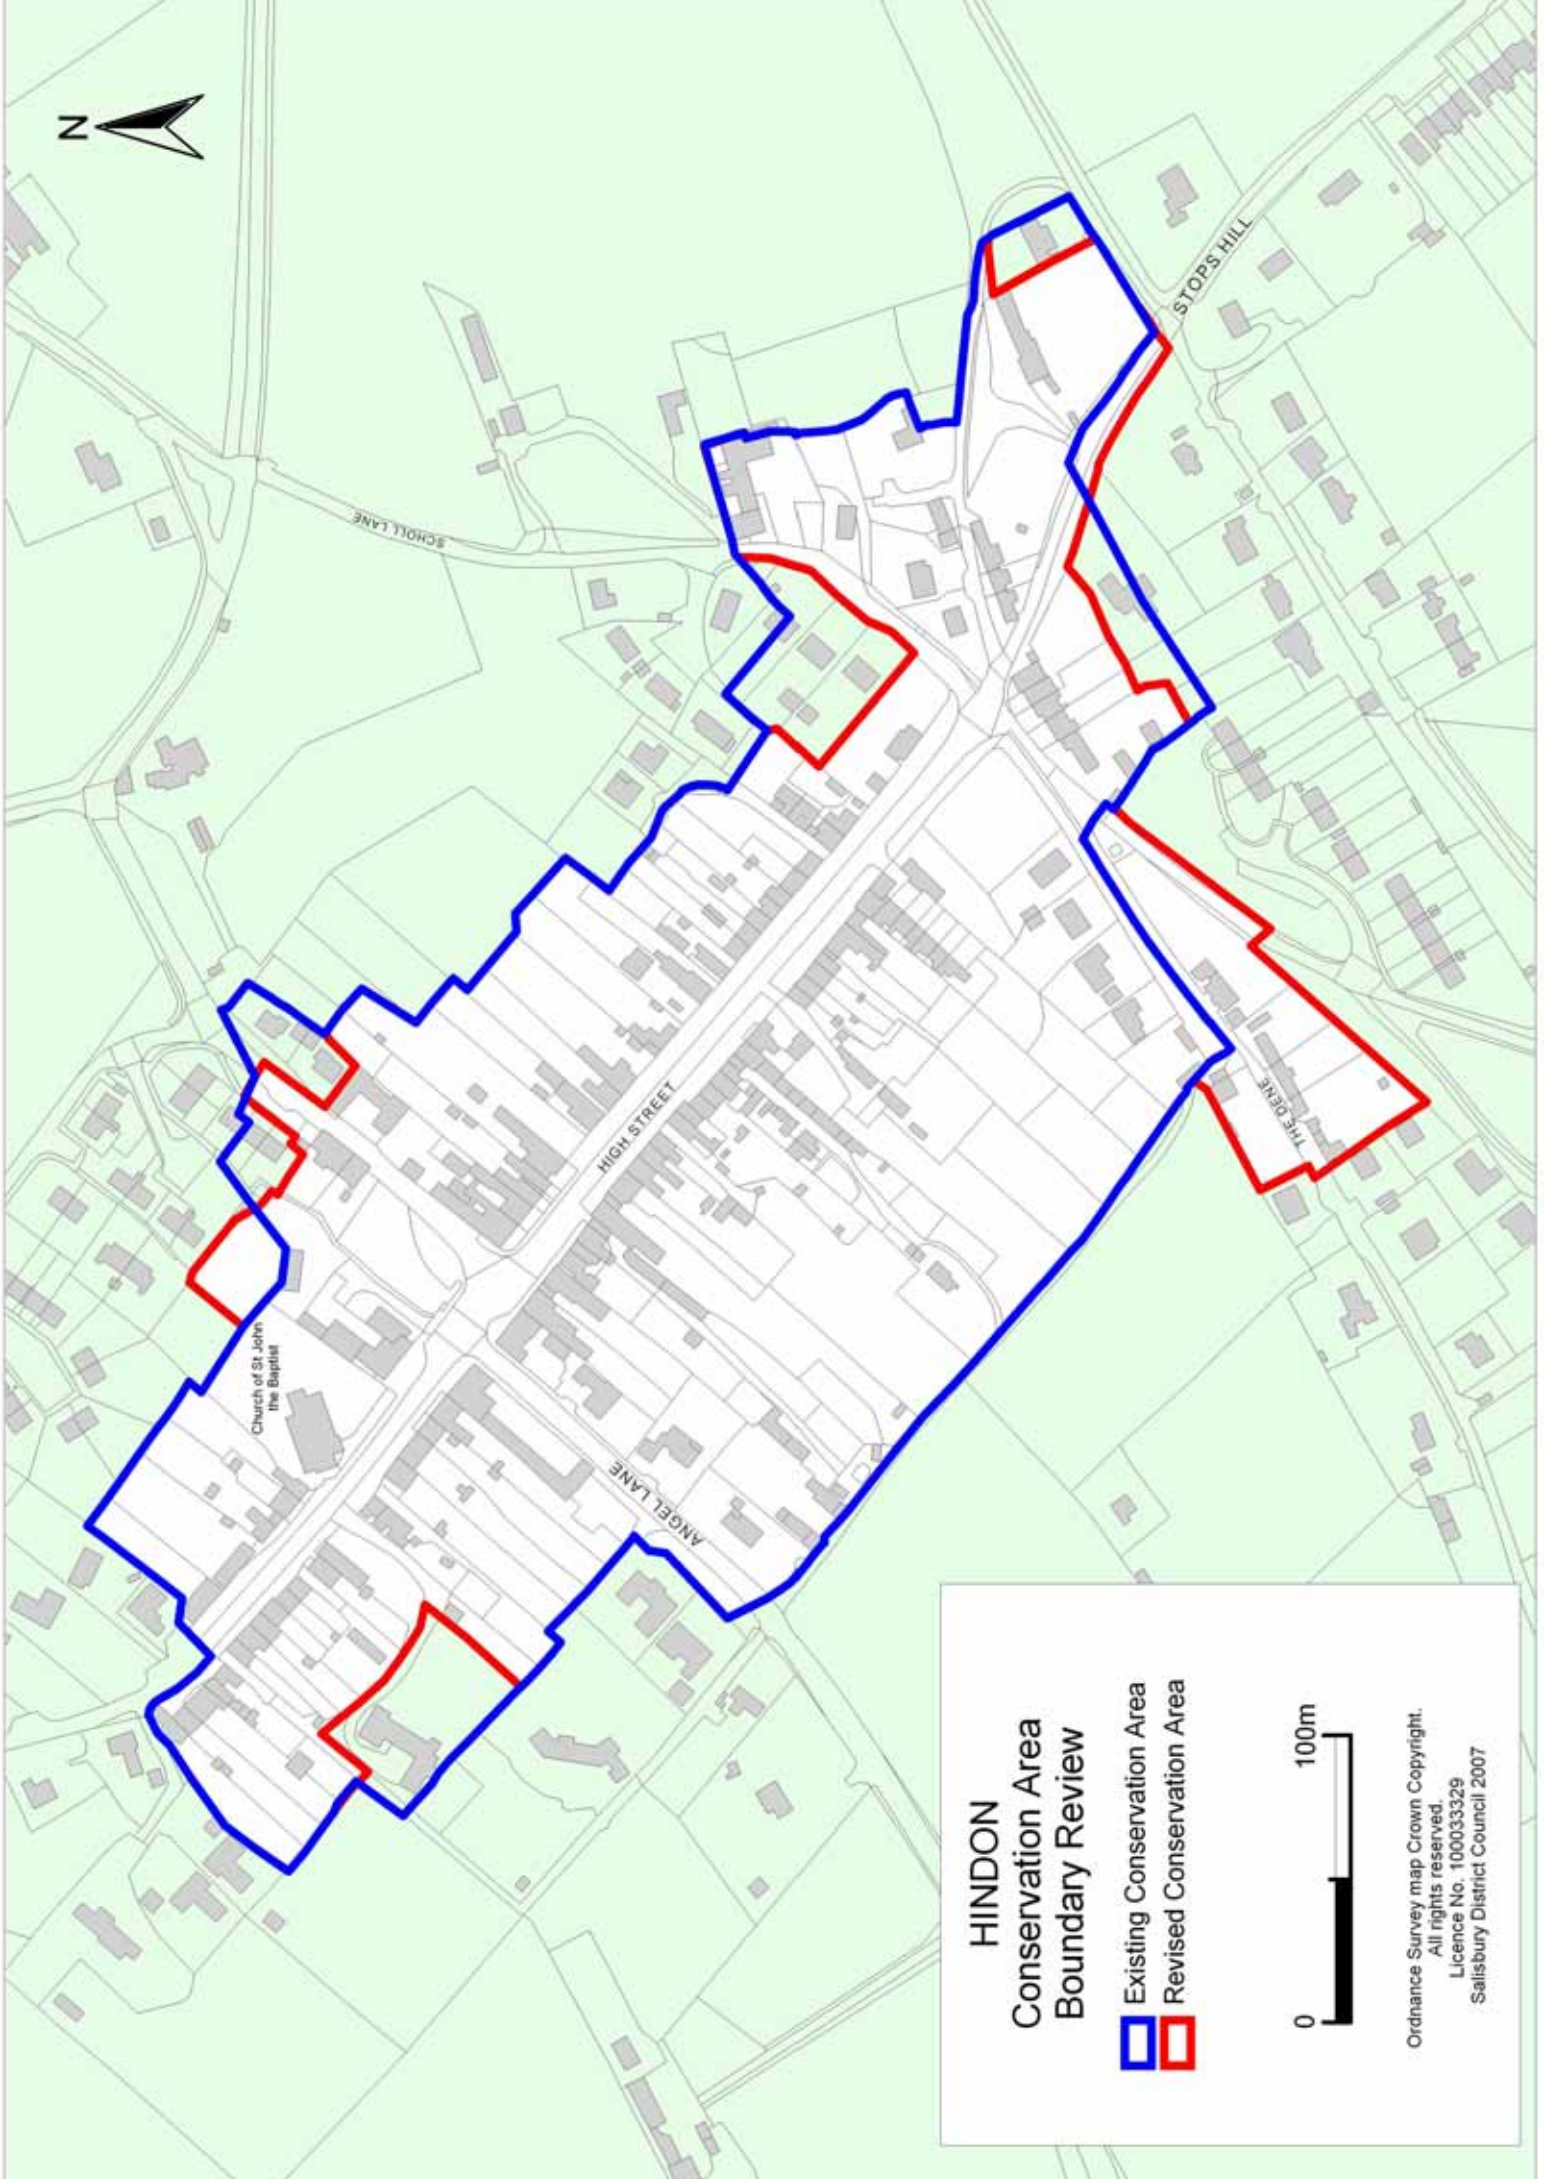 N
SCHOLL LANE
STOPS HILL
HIGH STREET
THE DENE
Church of St John
the Baptist
ANGEL LANE
HINDON
Conservation Area
Boundary Review
Existing Conservation Area
Revised Conservation Area
0 100m
Ordnance Survey map Crown Copyright.
All rights reserved.
Licence No. 100033329
Salisbury District Council 2007